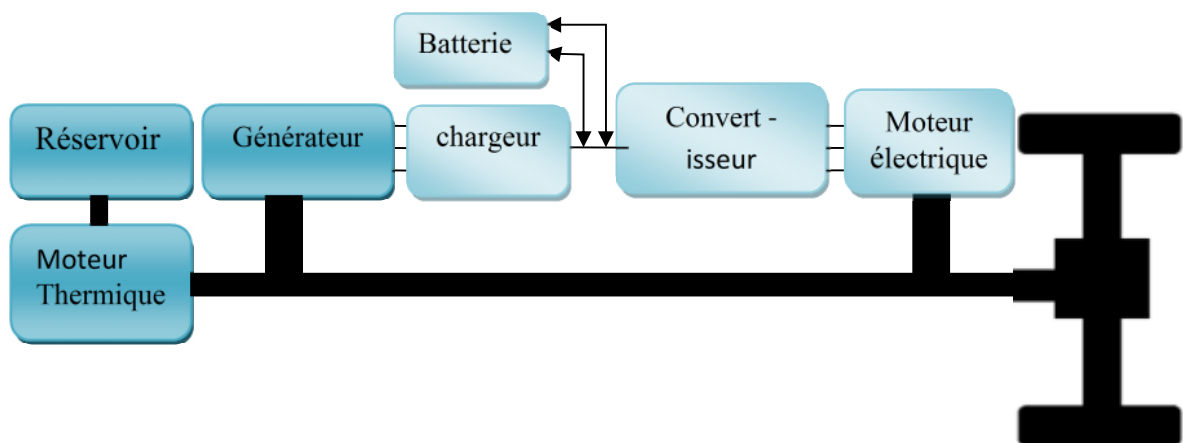 Batterie
Réservoir
Générateur
chargeur
Convert -
isseur
Moteur
électrique
Moteur
Thermique